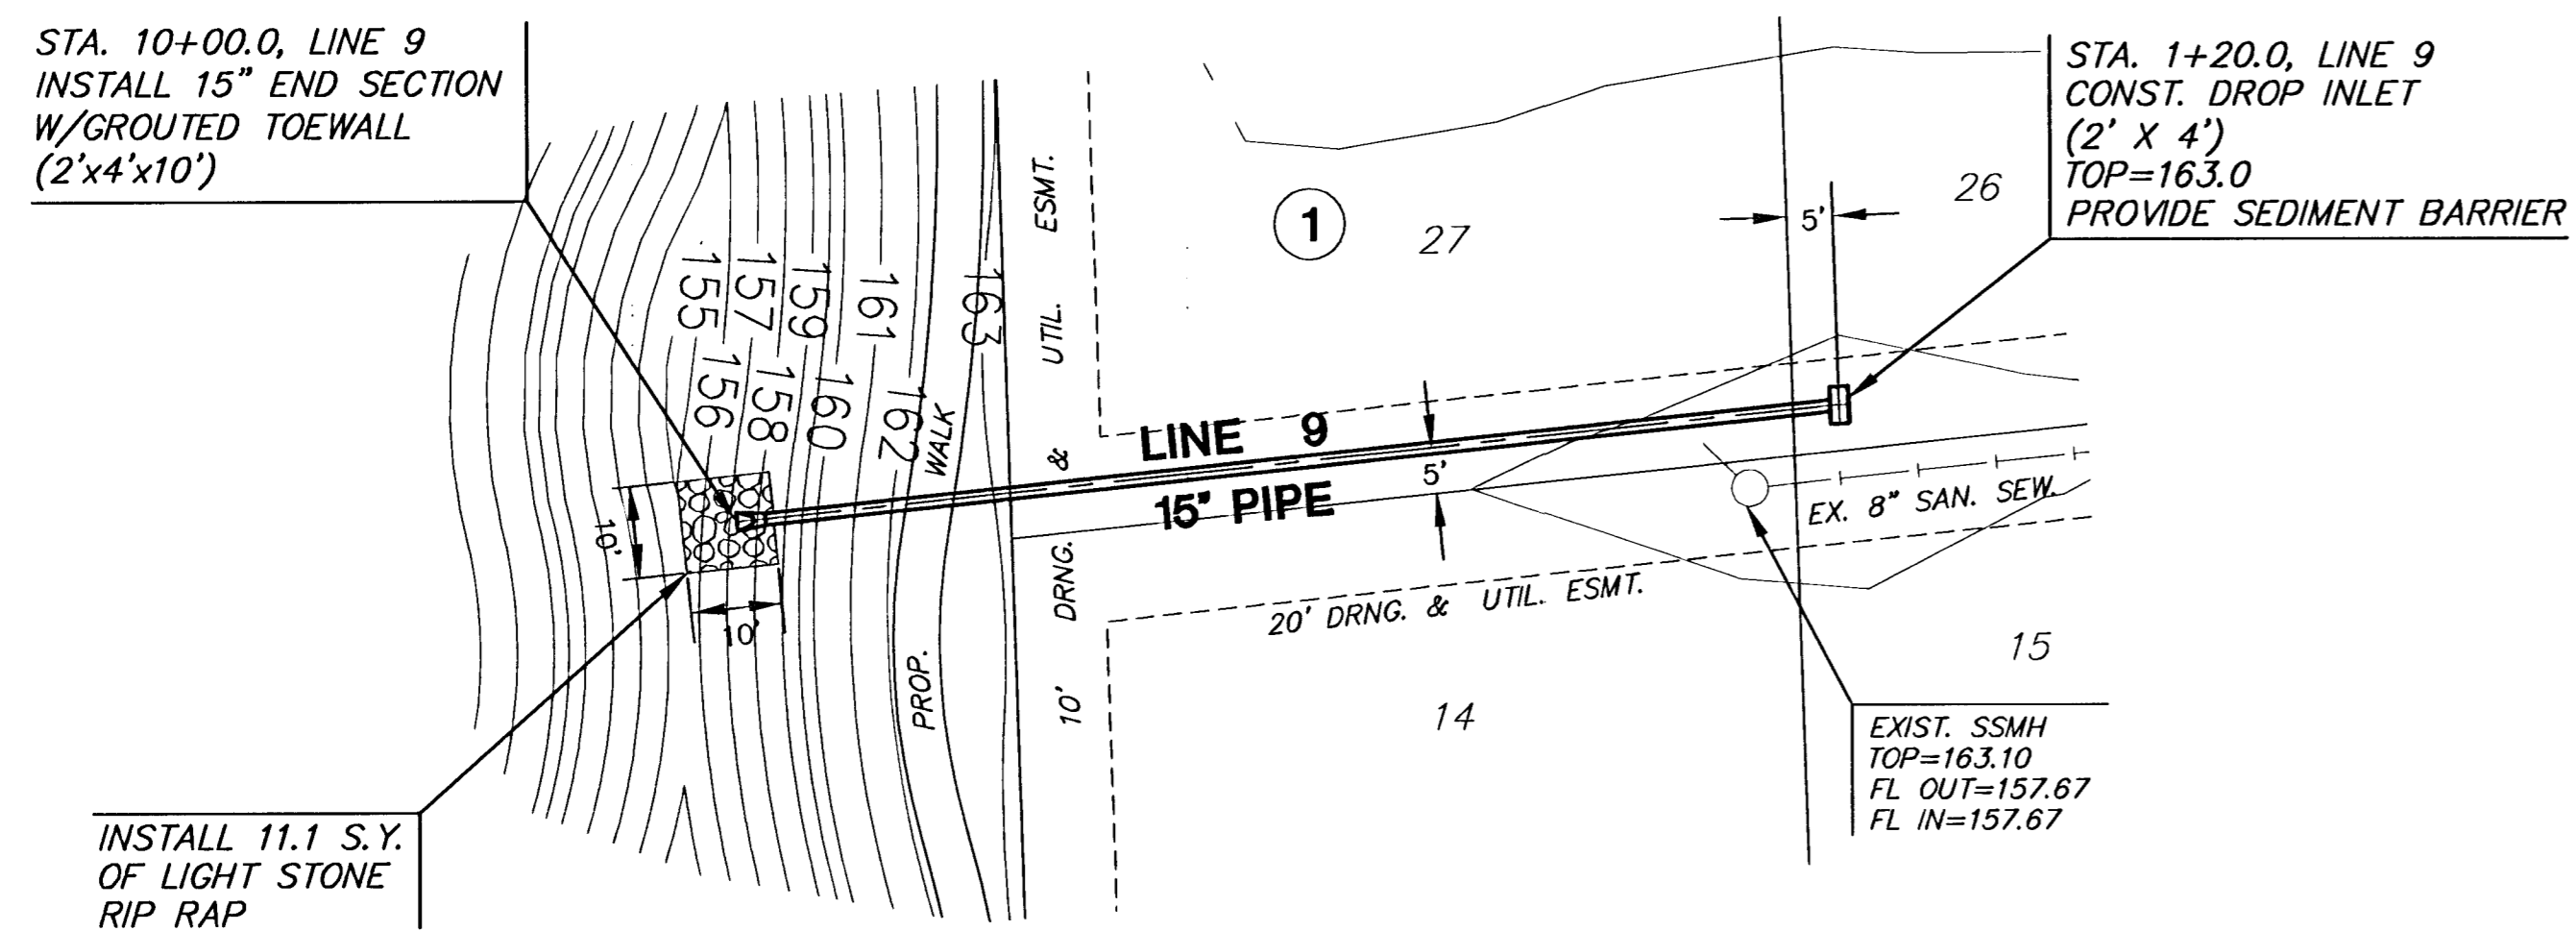 STA. 10+00.0, LINE 9
INSTALL 15" END SECTION
W/GROUTED TOEWALL
(2'x4'x10')
STA. 1+20.0, LINE 9
CONST. DROP INLET
(2' X 4')
TOP=163.0
PROVIDE SEDIMENT BARRIER
26
5'
1
27
155
157
159
161
163
156
158
160
162
WALK
PROP.
10' DRNG. & UTIL. ESMT.
LINE 9
15" PIPE
5'
10'
10'
EX. 8" SAN. SEW.
20' DRNG. & UTIL. ESMT.
15
14
EXIST. SSMH
TOP=163.10
FL OUT=157.67
FL IN=157.67
INSTALL 11.1 S.Y.
OF LIGHT STONE
RIP RAP